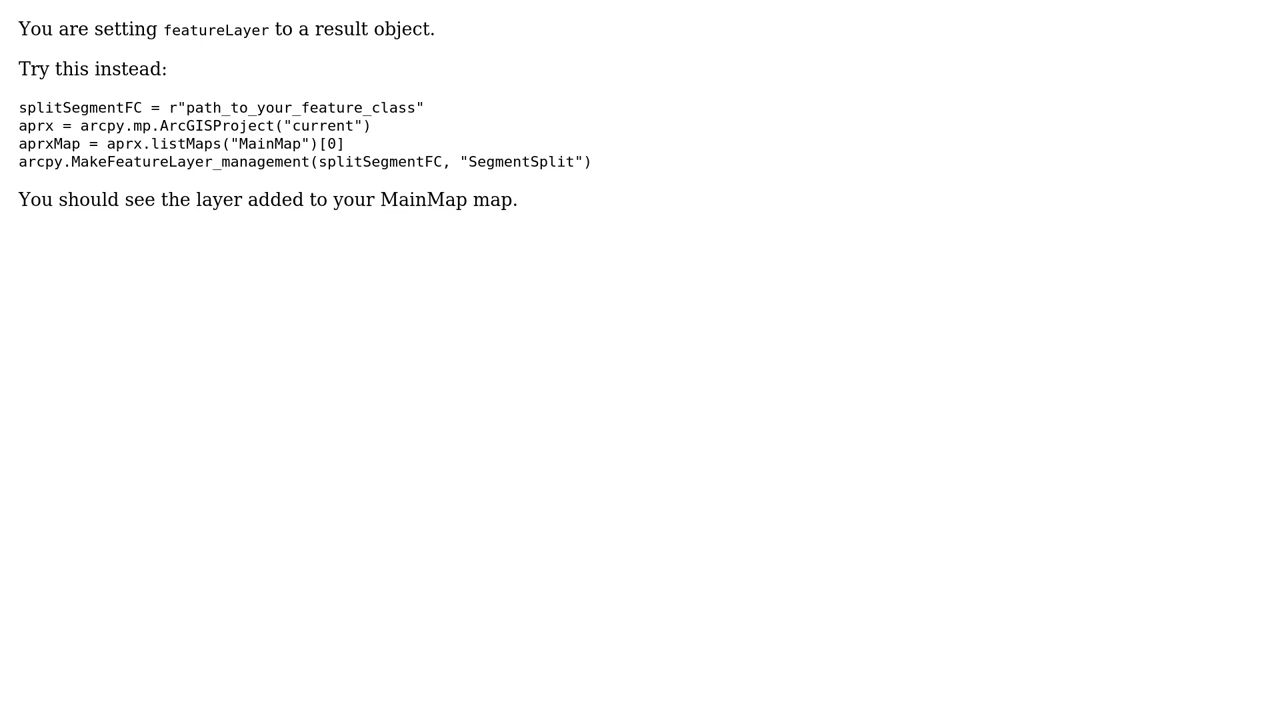 You are setting featureLayer to a result object.
Try this instead:
splitSegmentFC = r"path_to_your_feature_class"
aprx = arcpy.mp.ArcGISProject("current")
aprxMap = aprx.listMaps("MainMap")[0]
arcpy.MakeFeatureLayer_management(splitSegmentFC, "SegmentSplit")
You should see the layer added to your MainMap map.